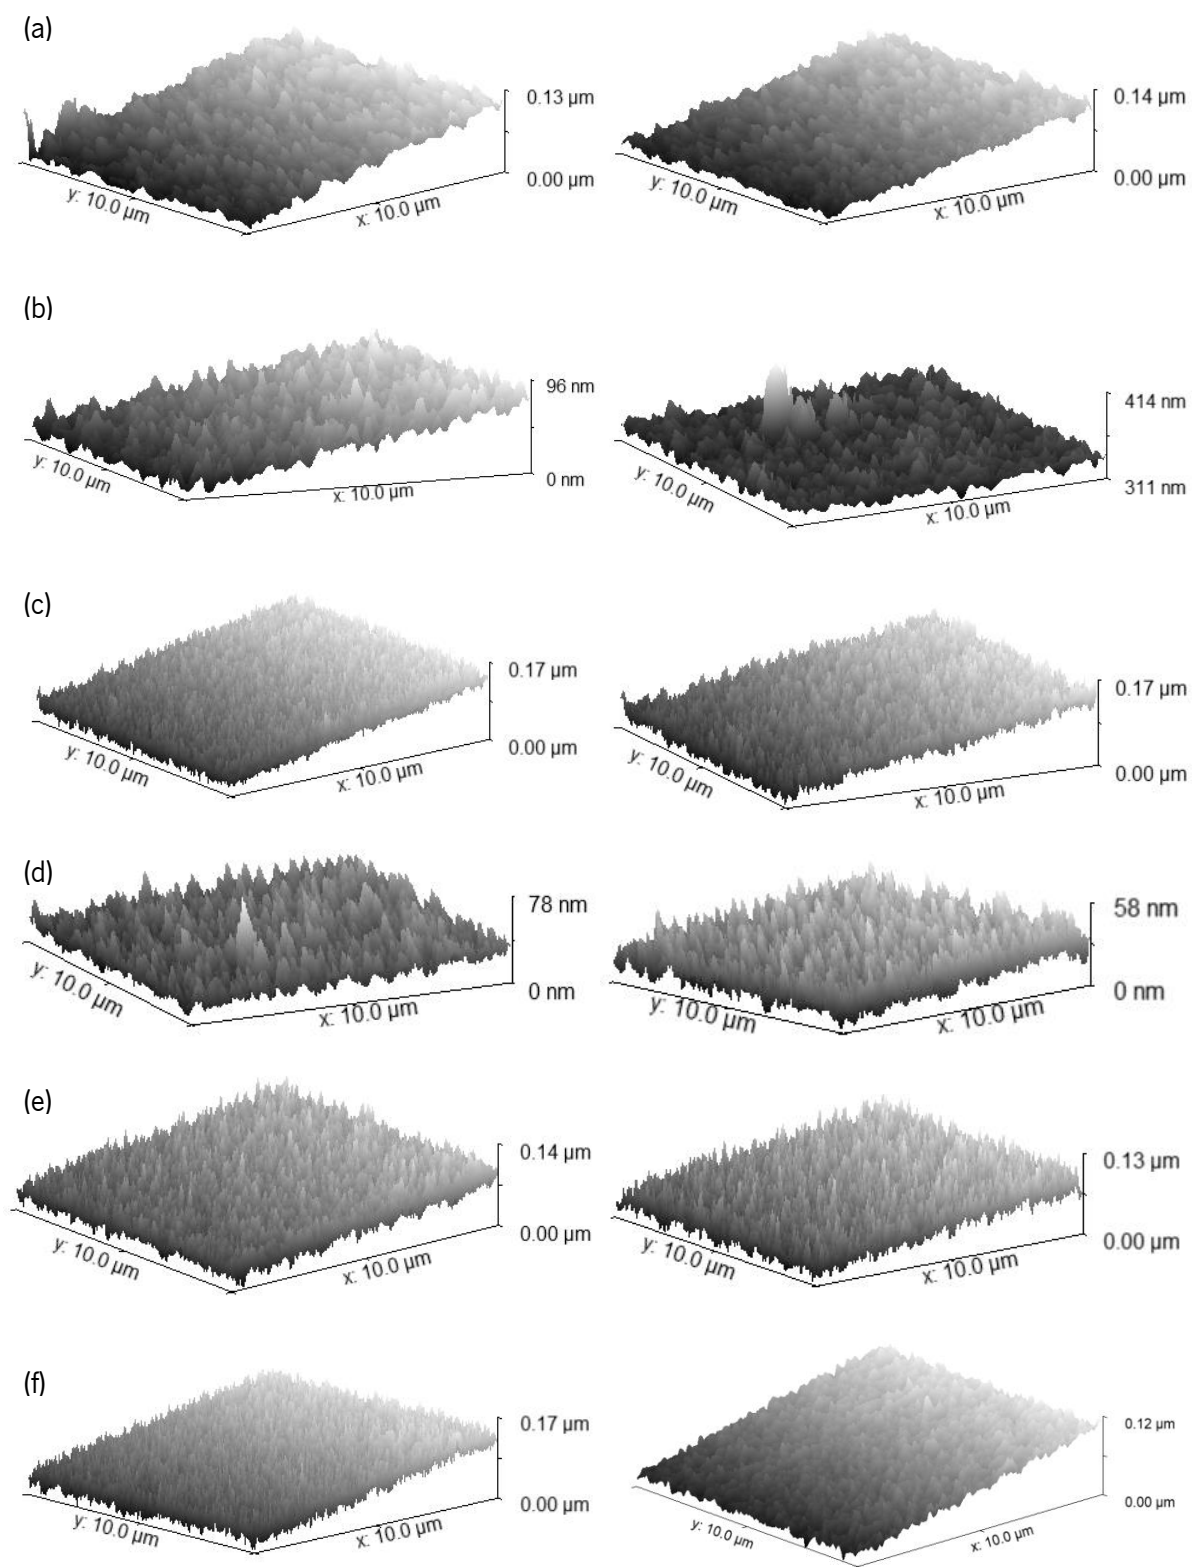 (a)
0.13 µm
0.00 µm
y: 10.0 µm
x: 10.0 µm
0.14 µm
0.00 µm
y: 10.0 µm
x: 10.0 µm
(b)
96 nm
0 nm
y: 10.0 µm
x: 10.0 µm
414 nm
311 nm
y: 10.0 µm
x: 10.0 µm
(c)
0.17 µm
0.00 µm
y: 10.0 µm
x: 10.0 µm
0.17 µm
0.00 µm
y: 10.0 µm
x: 10.0 µm
(d)
78 nm
0 nm
y: 10.0 µm
x: 10.0 µm
58 nm
0 nm
y: 10.0 µm
x: 10.0 µm
(e)
0.14 µm
0.00 µm
y: 10.0 µm
x: 10.0 µm
0.13 µm
0.00 µm
y: 10.0 µm
x: 10.0 µm
(f)
0.17 µm
0.00 µm
y: 10.0 µm
x: 10.0 µm
0.12 µm
0.00 µm
y: 10.0 µm
x: 10.0 µm